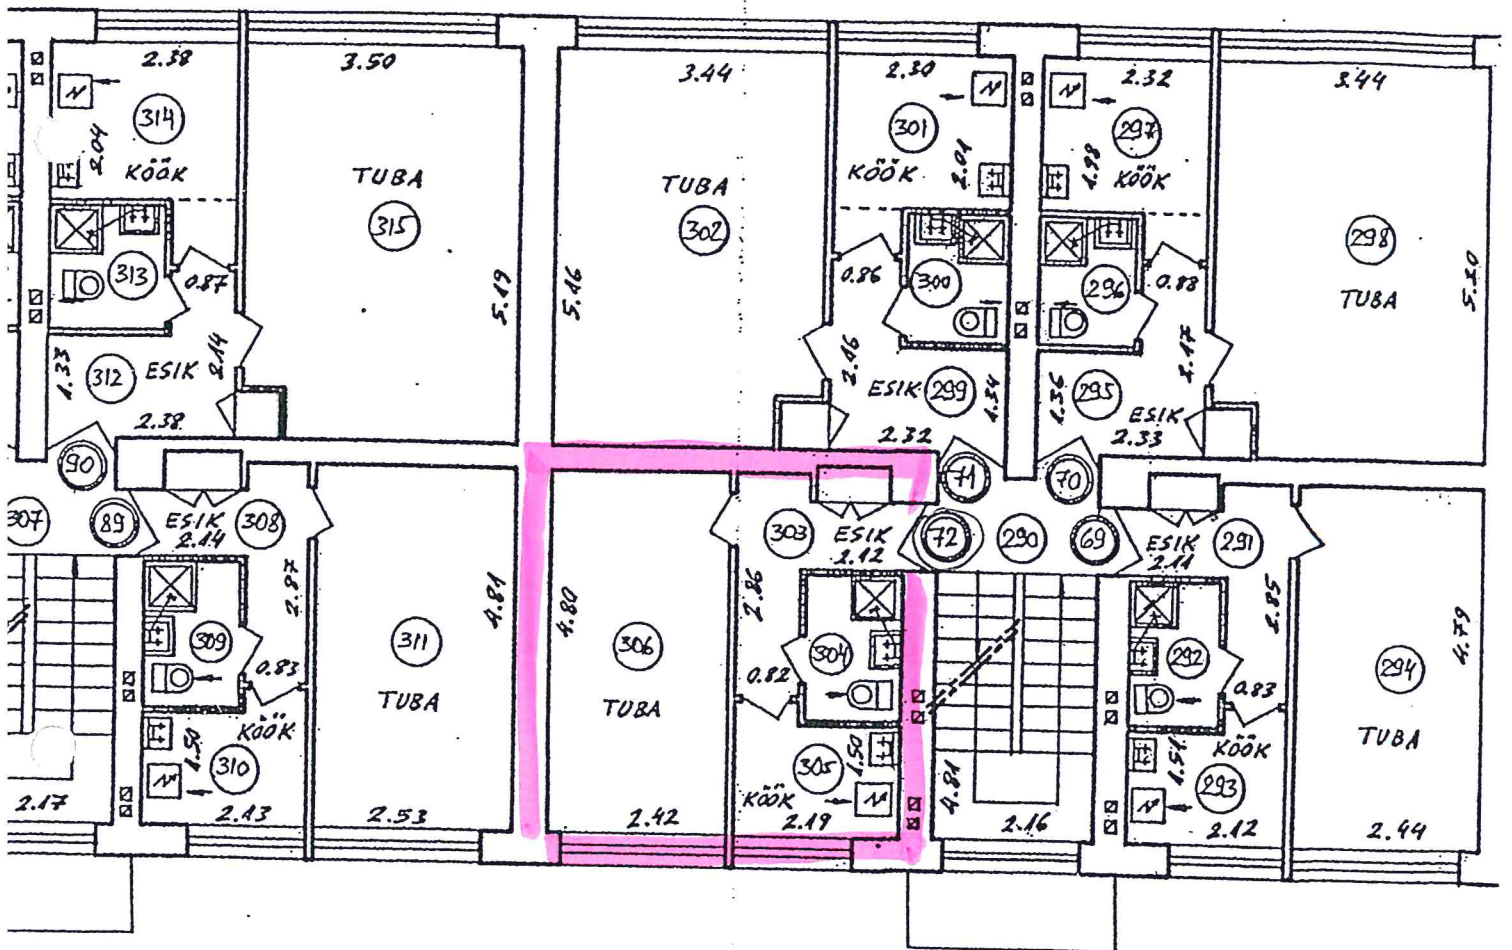 2.38 3.50 3.44 2.30 2.32 3.44
314 301 297
2.04 KÖÖK TUBA TUBA KÖÖK 2.01 1.98 KÖÖK
315 302 298
313 0.87 0.86 300 296 0.88 TUBA
5.19 5.16 5.20
1.33 312 ESIK 2.14 2.16 ESIK 299 1.34 1.36 295 2.17
2.38 2.32 ESIK 2.33
90 71 70
307 89 ESIK 308 303 ESIK 72 290 69 ESIK 291
2.14 2.12 2.11
2.87 4.81 4.80 2.86 2.85 4.79
309 311 306 304 292 294
0.83 0.82 0.83
TUBA TUBA TUBA
KÖÖK 1.50 310 KÖÖK 305 1.50 4.81 1.51 KÖÖK 293
2.17 2.13 2.53 2.42 2.19 2.16 2.12 2.44